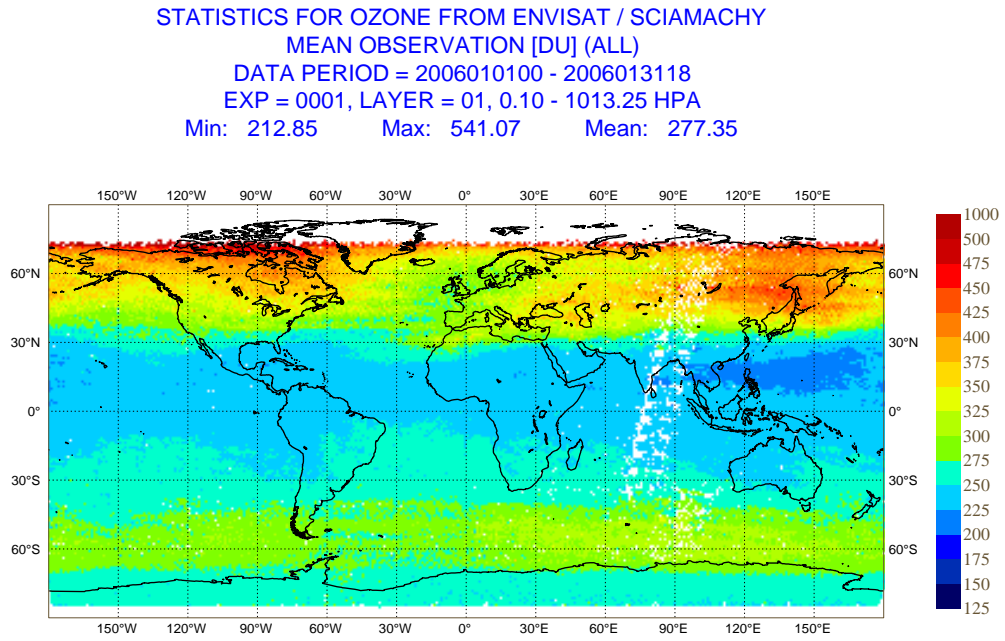 STATISTICS FOR OZONE FROM ENVISAT / SCIAMACHY
MEAN OBSERVATION [DU] (ALL)
DATA PERIOD = 2006010100 - 2006013118
EXP = 0001, LAYER = 01, 0.10 - 1013.25 HPA
Min: 212.85 Max: 541.07 Mean: 277.35
150°W 120°W 90°W 60°W 30°W 0° 30°E 60°E 90°E 120°E 150°E
60°N 60°N
30°N 30°N
0° 0°
30°S 30°S
60°S 60°S
150°W 120°W 90°W 60°W 30°W 0° 30°E 60°E 90°E 120°E 150°E
1000
500
475
450
425
400
375
350
325
300
275
250
225
200
175
150
125